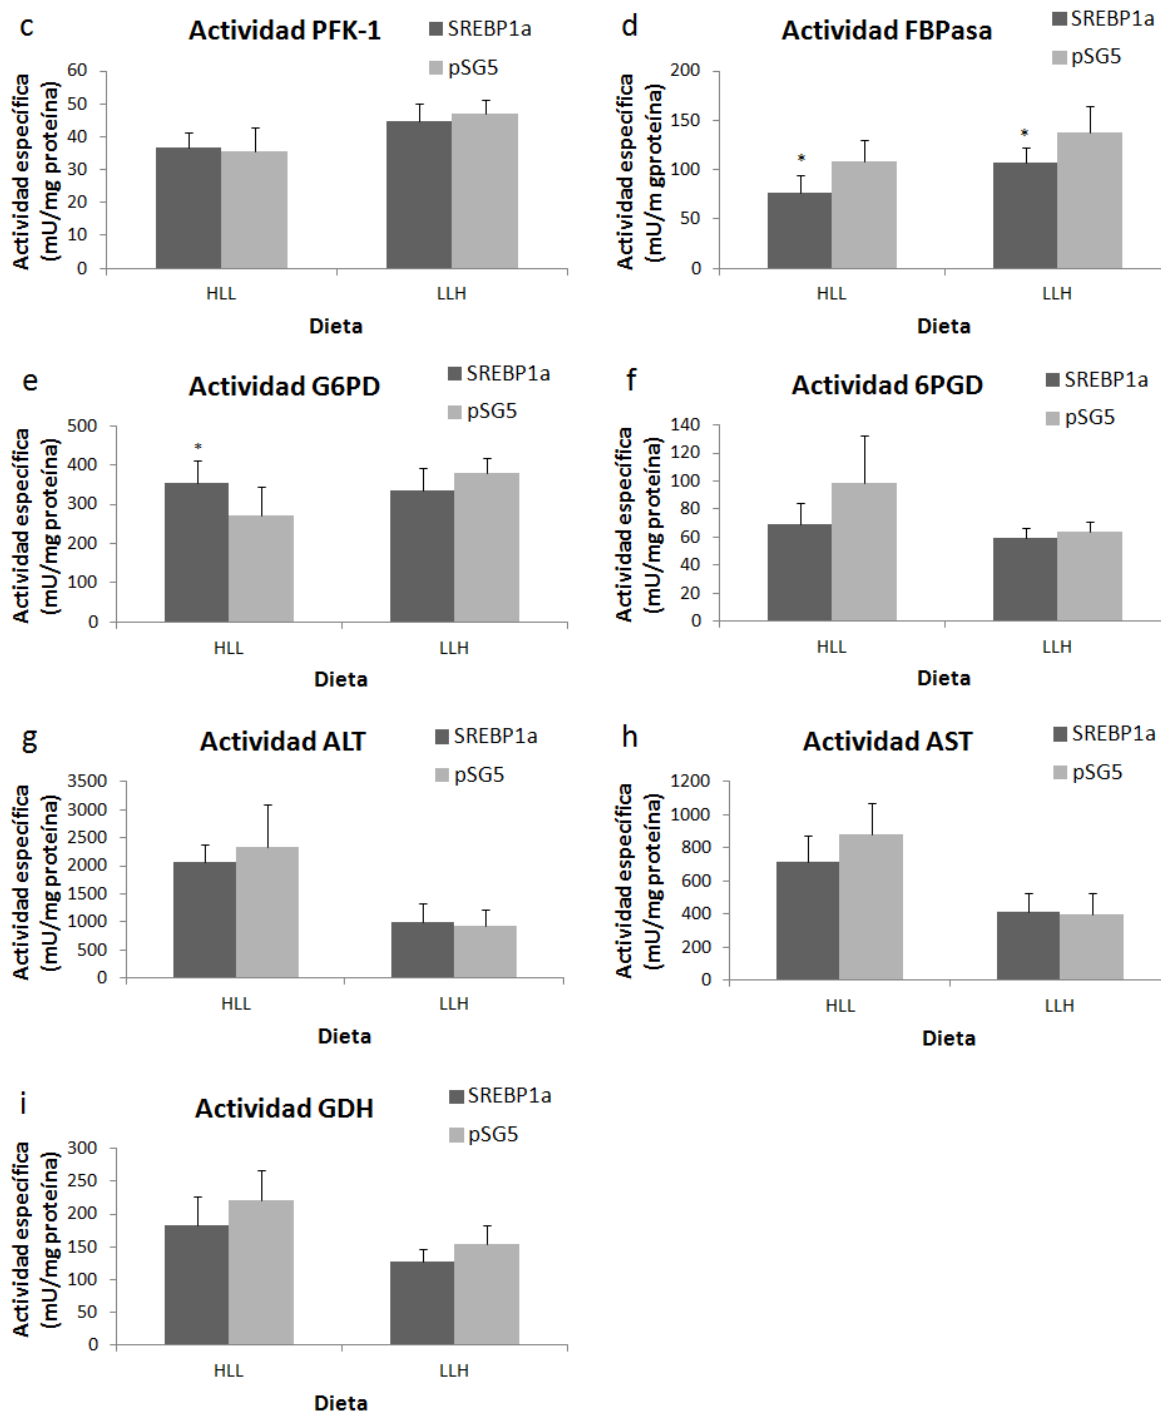 c
Actividad PFK-1
SREBP1a
pSG5
Actividad específica
(mU/mg proteína)
60
50
40
30
20
10
0
HLL
LLH
Dieta
d
Actividad FBPasa
SREBP1a
pSG5
Actividad específica
(mU/m gproteína)
200
150
100
50
0
*
*
HLL
LLH
Dieta
e
Actividad G6PD
SREBP1a
pSG5
Actividad específica
(mU/mg proteína)
500
400
300
200
100
0
*
HLL
LLH
Dieta
f
Actividad 6PGD
SREBP1a
pSG5
Actividad específica
(mU/mg proteína)
140
120
100
80
60
40
20
0
HLL
LLH
Dieta
g
Actividad ALT
SREBP1a
pSG5
Actividad específica
(mU/mg proteína)
3500
3000
2500
2000
1500
1000
500
0
HLL
LLH
Dieta
h
Actividad AST
SREBP1a
pSG5
Actividad específica
(mU/mg proteína)
1200
1000
800
600
400
200
0
HLL
LLH
Dieta
i
Actividad GDH
SREBP1a
pSG5
Actividad específica
(mU/mg proteína)
300
250
200
150
100
50
0
HLL
LLH
Dieta